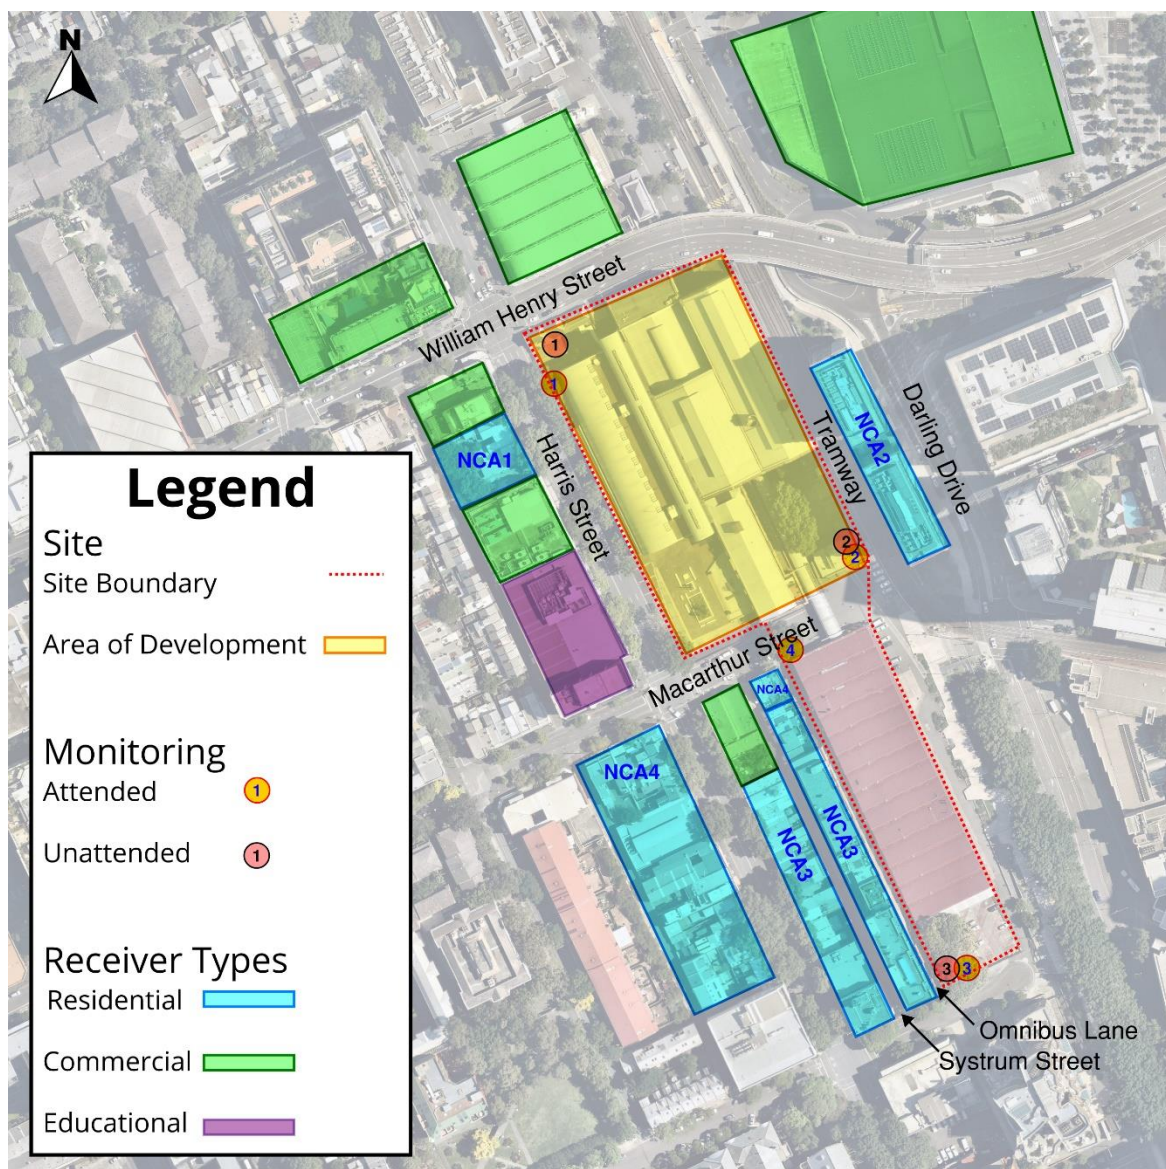 N
William Henry Street
1
1
NCA1
Harris Street
Tramway
NCA2
Darling Drive
2
2
Macarthur Street
4
NCA4
NCA4
NCA3
NCA3
3
3
Omnibus Lane
Systrum Street
Legend
Site
Site Boundary
Area of Development
Monitoring
Attended
1
Unattended
1
Receiver Types
Residential
Commercial
Educational